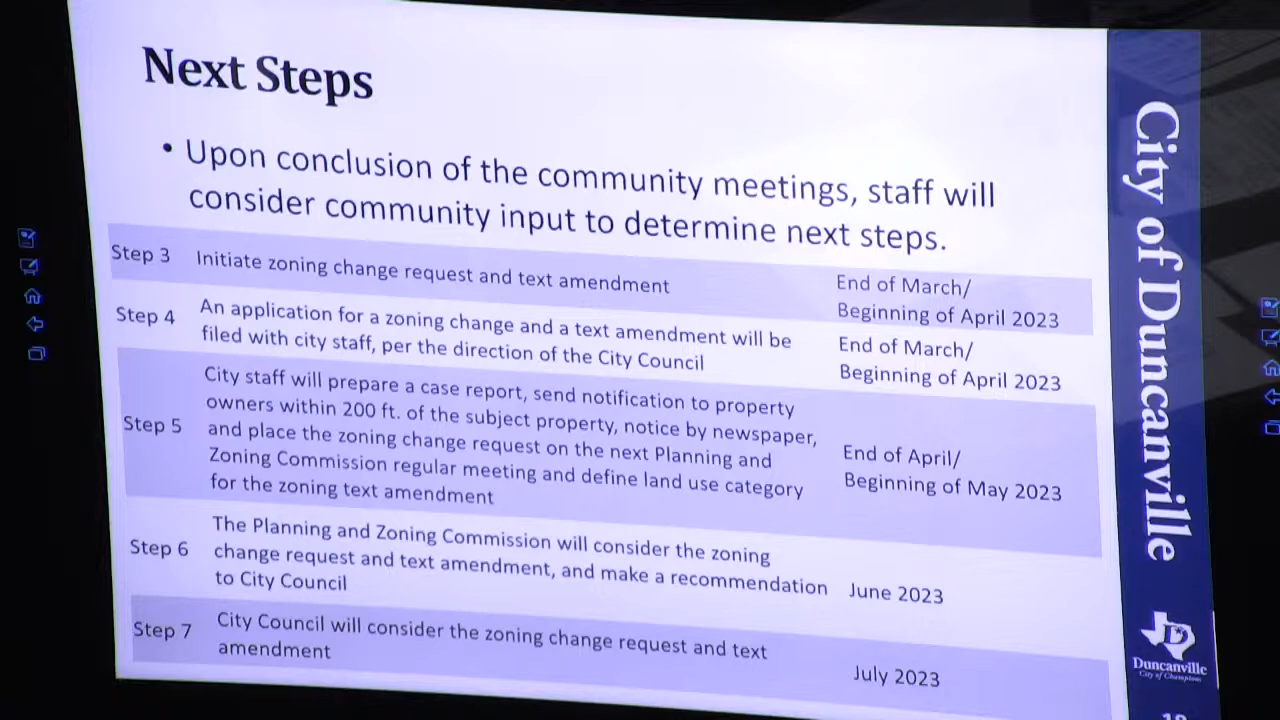 Next Steps
• Upon conclusion of the community meetings, staff will
consider community input to determine next steps.
Step 3
Initiate zoning change request and text amendment
End of March/
Beginning of April 2023
Step 4
An application for a zoning change and a text amendment will be
filed with city staff, per the direction of the City Council
End of March/
Beginning of April 2023
Step 5
City staff will prepare a case report, send notification to property
owners within 200 ft. of the subject property, notice by newspaper,
and place the zoning change request on the next Planning and
Zoning Commission regular meeting and define land use category
for the zoning text amendment
End of April/
Beginning of May 2023
Step 6
The Planning and Zoning Commission will consider the zoning
change request and text amendment, and make a recommendation
to City Council
June 2023
Step 7
City Council will consider the zoning change request and text
amendment
July 2023
City of Duncanville
D
Duncanville
City of Champions